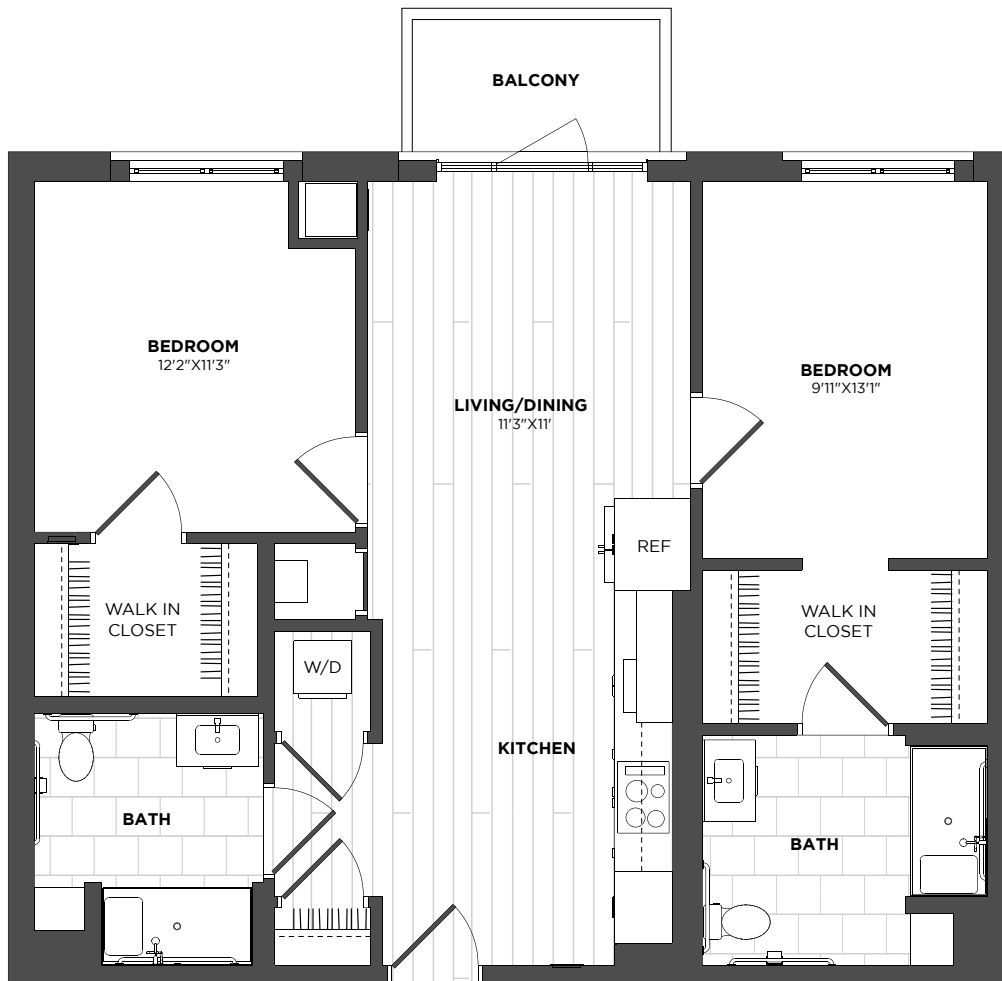 BALCONY
BEDROOM
12'2"X11'3"
LIVING/DINING
11'3"X11'
BEDROOM
9'11"X13'1"
REF
WALK IN
CLOSET
WALK IN
CLOSET
W/D
KITCHEN
BATH
BATH